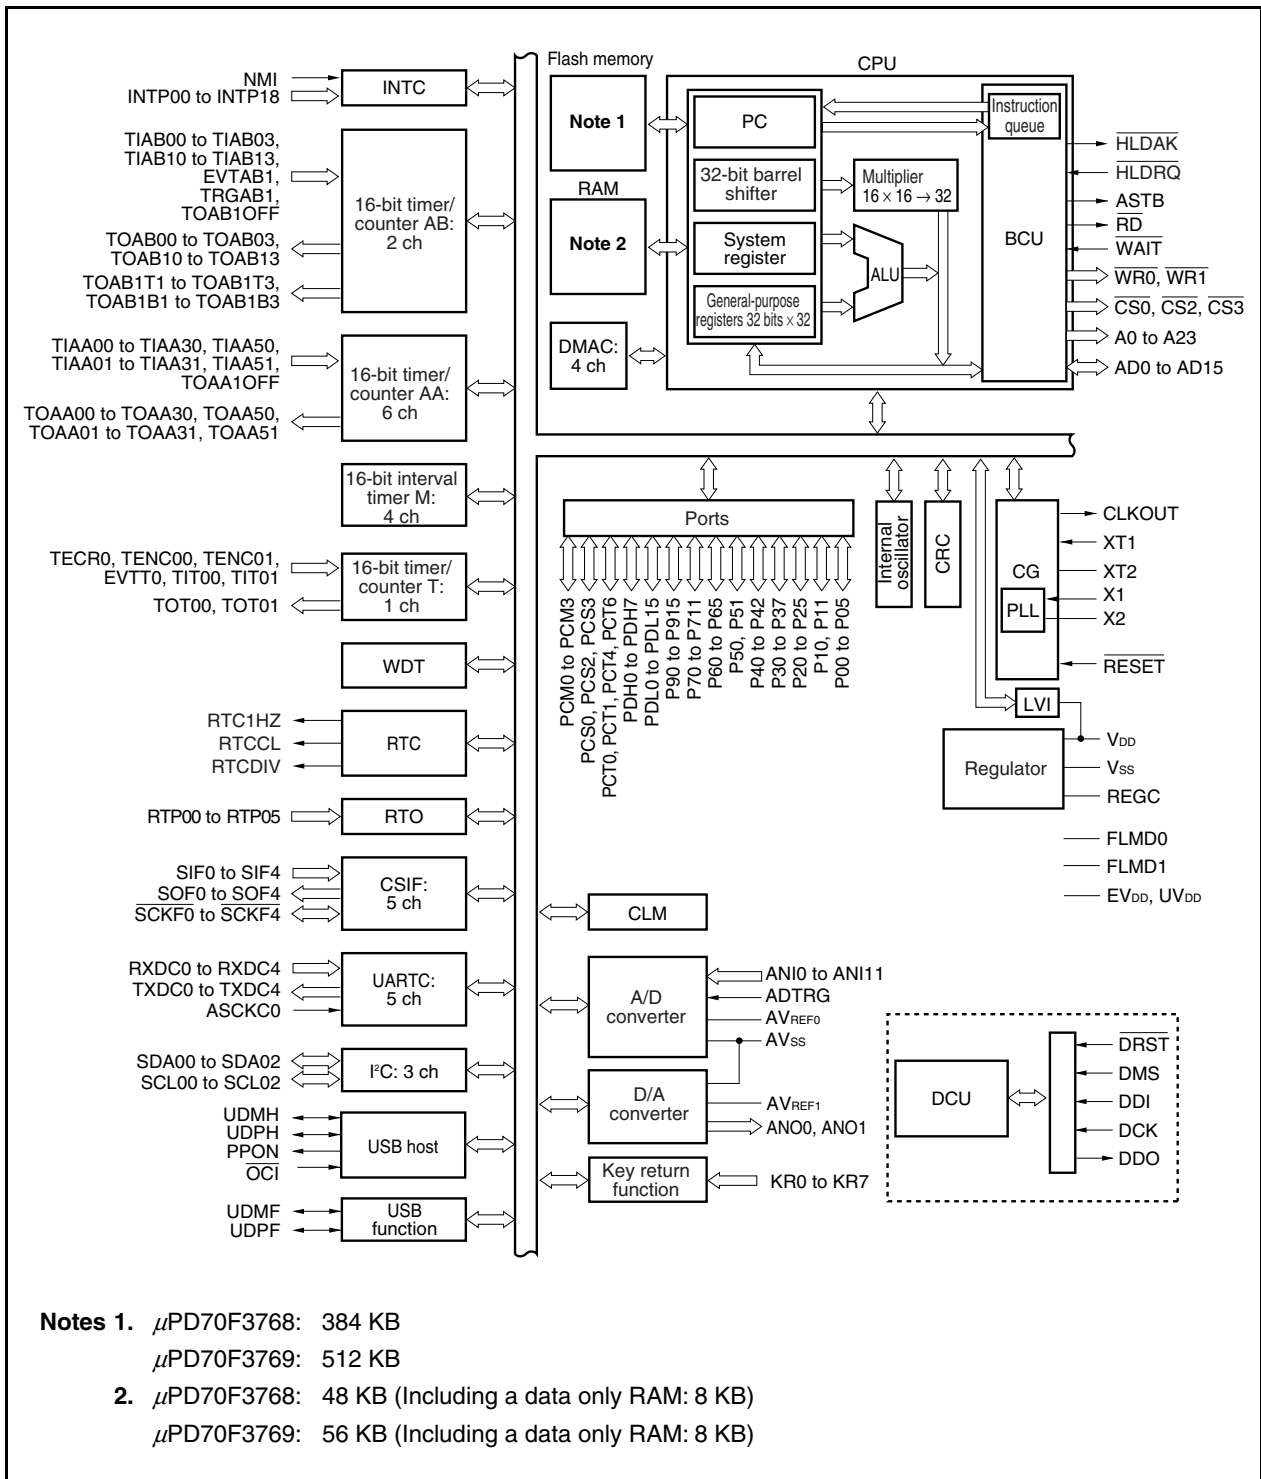 Flash memory
CPU
NMI
INTP00 to INTP18
INTC
TIAB00 to TIAB03,
TIAB10 to TIAB13,
EVTAB1,
TRGAB1,
TOAB1OFF
TOAB00 to TOAB03,
TOAB10 to TOAB13
TOAB1T1 to TOAB1T3,
TOAB1B1 to TOAB1B3
16-bit timer/
counter AB:
2 ch
TIAA00 to TIAA30, TIAA50,
TIAA01 to TIAA31, TIAA51,
TOAA1OFF
TOAA00 to TOAA30, TOAA50,
TOAA01 to TOAA31, TOAA51
16-bit timer/
counter AA:
6 ch
16-bit interval
timer M:
4 ch
TECR0, TENC00, TENC01,
EVTT0, TIT00, TIT01
TOT00, TOT01
16-bit timer/
counter T:
1 ch
WDT
RTC1HZ
RTCCL
RTCDIV
RTC
RTP00 to RTP05
RTO
SIF0 to SIF4
SOF0 to SOF4
SCKF0 to SCKF4
CSIF:
5 ch
RXDC0 to RXDC4
TXDC0 to TXDC4
ASCKC0
UARTC:
5 ch
SDA00 to SDA02
SCL00 to SCL02
I²C: 3 ch
UDMH
UDPH
PPON
OCI
USB host
UDMF
UDPF
USB
function
Note 1
RAM
Note 2
DMAC:
4 ch
PC
32-bit barrel
shifter
System
register
General-purpose
registers 32 bits × 32
Multiplier
16 × 16 → 32
ALU
Instruction
queue
BCU
HLDAK
HLDRQ
ASTB
RD
WAIT
WR0, WR1
CS0, CS2, CS3
A0 to A23
AD0 to AD15
Ports
PCM0 to PCM3
PCS0, PCS2, PCS3
PCT0, PCT1, PCT4, PCT6
PDH0 to PDH7
PDL0 to PDL15
P90 to P915
P70 to P711
P60 to P65
P50, P51
P40 to P42
P30 to P37
P20 to P25
P10, P11
P00 to P05
Internal
oscillator
CRC
CG
PLL
CLKOUT
XT1
XT2
X1
X2
RESET
LVI
Regulator
VDD
VSS
REGC
FLMD0
FLMD1
EVDD, UVDD
CLM
A/D
converter
ANI0 to ANI11
ADTRG
AVREF0
AVSS
D/A
converter
AVREF1
ANO0, ANO1
Key return
function
KR0 to KR7
DCU
DRST
DMS
DDI
DCK
DDO
Notes 1. μPD70F3768: 384 KB
μPD70F3769: 512 KB
2. μPD70F3768: 48 KB (Including a data only RAM: 8 KB)
μPD70F3769: 56 KB (Including a data only RAM: 8 KB)